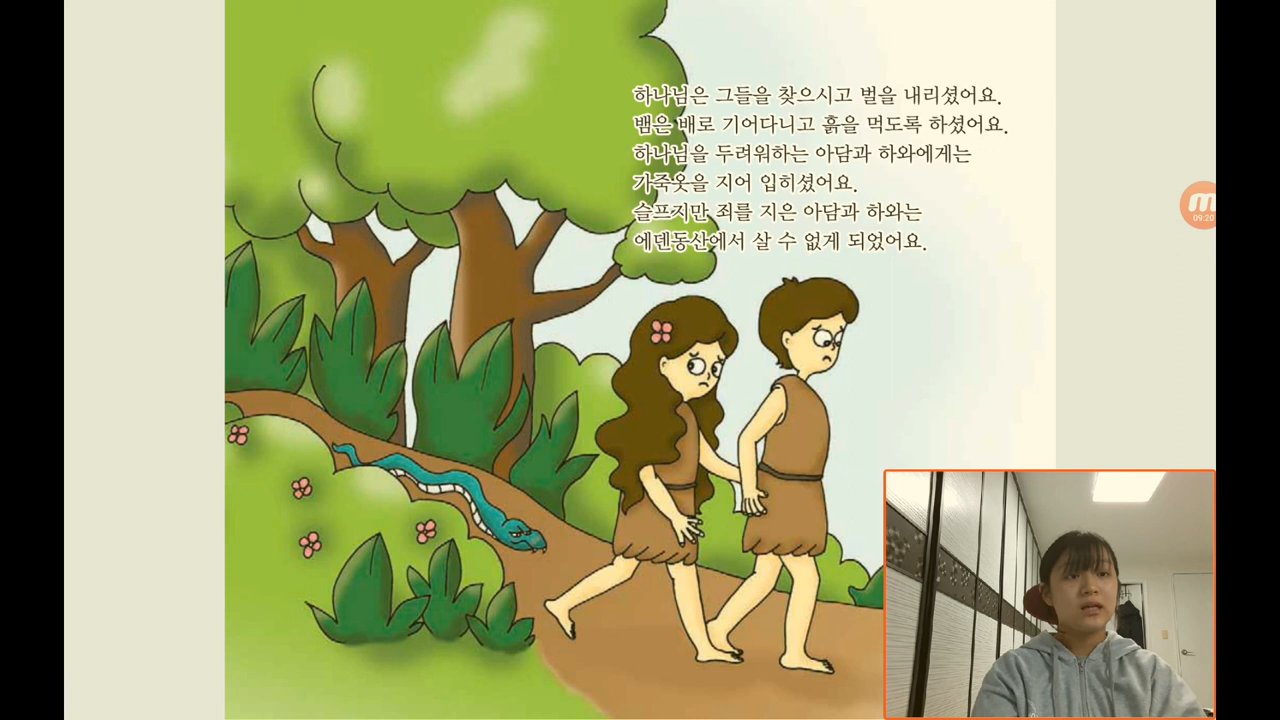 하나님은 그들을 찾으시고 벌을 내리셨어요.
뱀은 배로 기어다니고 흙을 먹도록 하셨어요.
하나님을 두려워하는 아담과 하와에게는
가죽옷을 지어 입히셨어요.
슬프지만 죄를 지은 아담과 하와는
에덴동산에서 살 수 없게 되었어요.
09:20